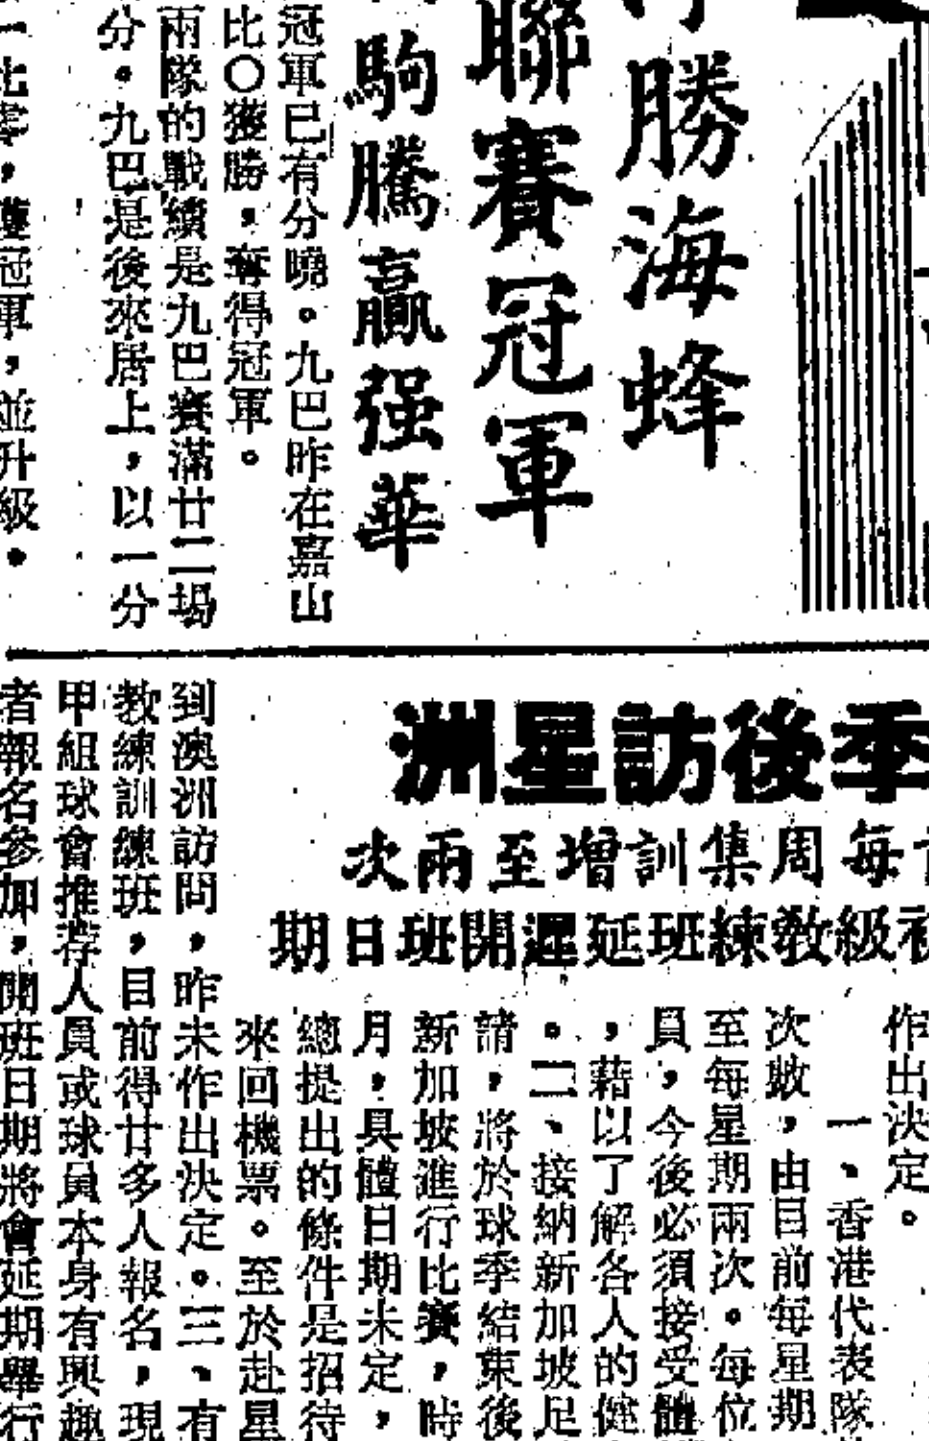 勝海蜂
聯賽冠軍
駒騰贏强華
冠軍已有分曉。九巴昨在嘉山
比○獲勝,奪得冠軍。
兩隊的戰績是九巴賽滿廿二場
分。九巴是後來居上,以一分
一比零,獲冠軍,並升級。
季後訪星洲
每周集訓增至兩次
級教練班延遲開班日期
作出決定。
一、香港代表隊
次數,由目前每星期
至每星期兩次。每位
員,今後必須接受體
,藉以了解各人的健
。二、接納新加坡足
請,將於球季結束後
新加坡進行比賽,時
月,具體日期未定,
總提出的條件是招待
來回機票。至於赴星
到澳洲訪問,昨未作出決定。三、有
教練訓練班,目前得廿多人報名,現
甲組球會推荐人員或球員本身有興趣
者報名參加,開班日期將會延期舉行